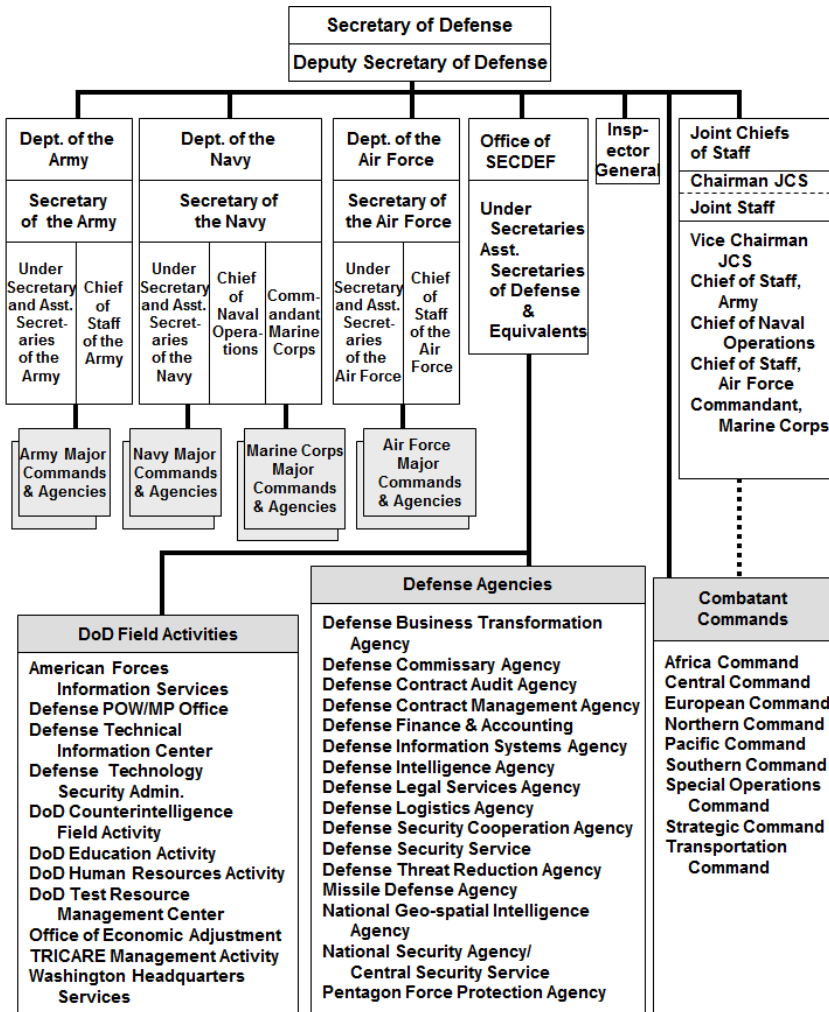 Secretary of Defense
Deputy Secretary of Defense
Dept. of the
Army
Secretary
of the Army
Under
Secretary
and Asst.
Secret-
aries
of the
Army
Chief
of
Staff
of the
Army
Dept. of the
Navy
Secretary of
the Navy
Under
Secretary
and Asst.
Secretaries
of the
Navy
Chief
of
Naval
Opera-
tions
Com-
mandant
Marine
Corps
Dept. of the
Air Force
Secretary of
the Air Force
Under
Secretary
and Asst.
Secret-
aries of the
Air Force
Chief
of
Staff
of the
Air
Force
Office of
SECDEF
Under
Secretaries
Asst.
Secretaries
of Defense
&
Equivalents
Insp-
ector
General
Joint Chiefs
of Staff
Chairman JCS
Joint Staff
Vice Chairman
JCS
Chief of Staff,
Army
Chief of Naval
Operations
Chief of Staff,
Air Force
Commandant,
Marine Corps
Army Major
Commands
& Agencies
Navy Major
Commands
& Agencies
Marine Corps
Major
Commands
& Agencies
Air Force
Major
Commands
& Agencies
DoD Field Activities
American Forces
Information Services
Defense POW/MP Office
Defense Technical
Information Center
Defense Technology
Security Admin.
DoD Counterintelligence
Field Activity
DoD Education Activity
DoD Human Resources Activity
DoD Test Resource
Management Center
Office of Economic Adjustment
TRICARE Management Activity
Washington Headquarters
Services
Defense Agencies
Defense Business Transformation
Agency
Defense Commissary Agency
Defense Contract Audit Agency
Defense Contract Management Agency
Defense Finance & Accounting
Defense Information Systems Agency
Defense Intelligence Agency
Defense Legal Services Agency
Defense Logistics Agency
Defense Security Cooperation Agency
Defense Security Service
Defense Threat Reduction Agency
Missile Defense Agency
National Geo-spatial Intelligence
Agency
National Security Agency/
Central Security Service
Pentagon Force Protection Agency
Combatant
Commands
Africa Command
Central Command
European Command
Northern Command
Pacific Command
Southern Command
Special Operations
Command
Strategic Command
Transportation
Command